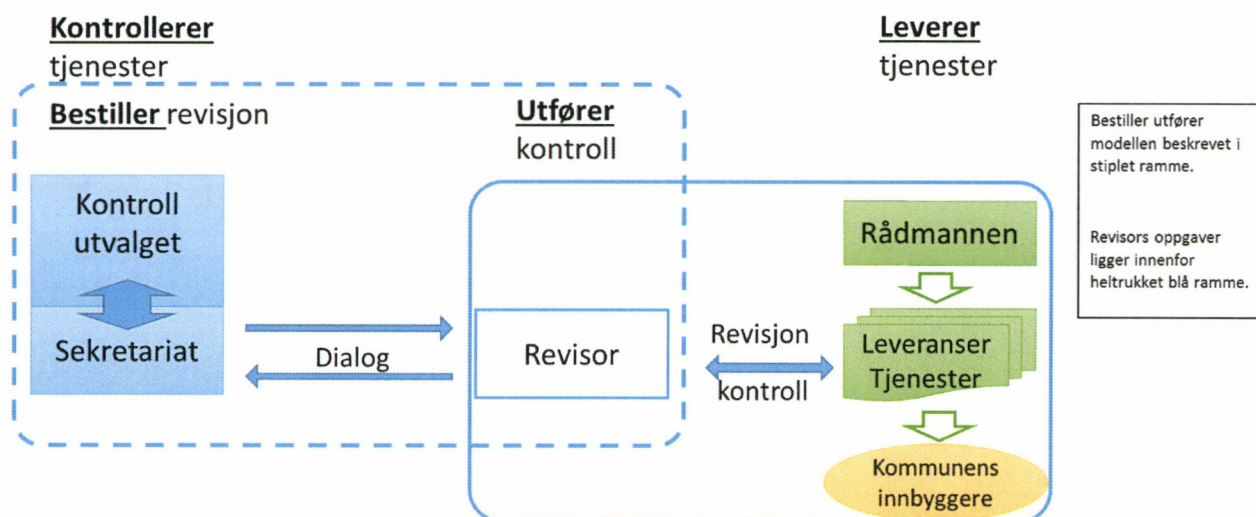 Kontrollerer
tjenester
Bestiller revisjon
Utfører
kontroll
Leverer
tjenester
Kontroll
utvalget
Sekretariat
Dialog
Revisor
Revisjon
kontroll
Rådmannen
Leveranser
Tjenester
Kommunens
innbyggere
Bestiller utfører
modellen beskrevet i
stiplet ramme.
Revisors oppgaver
ligger innenfor
heltrukket blå ramme.